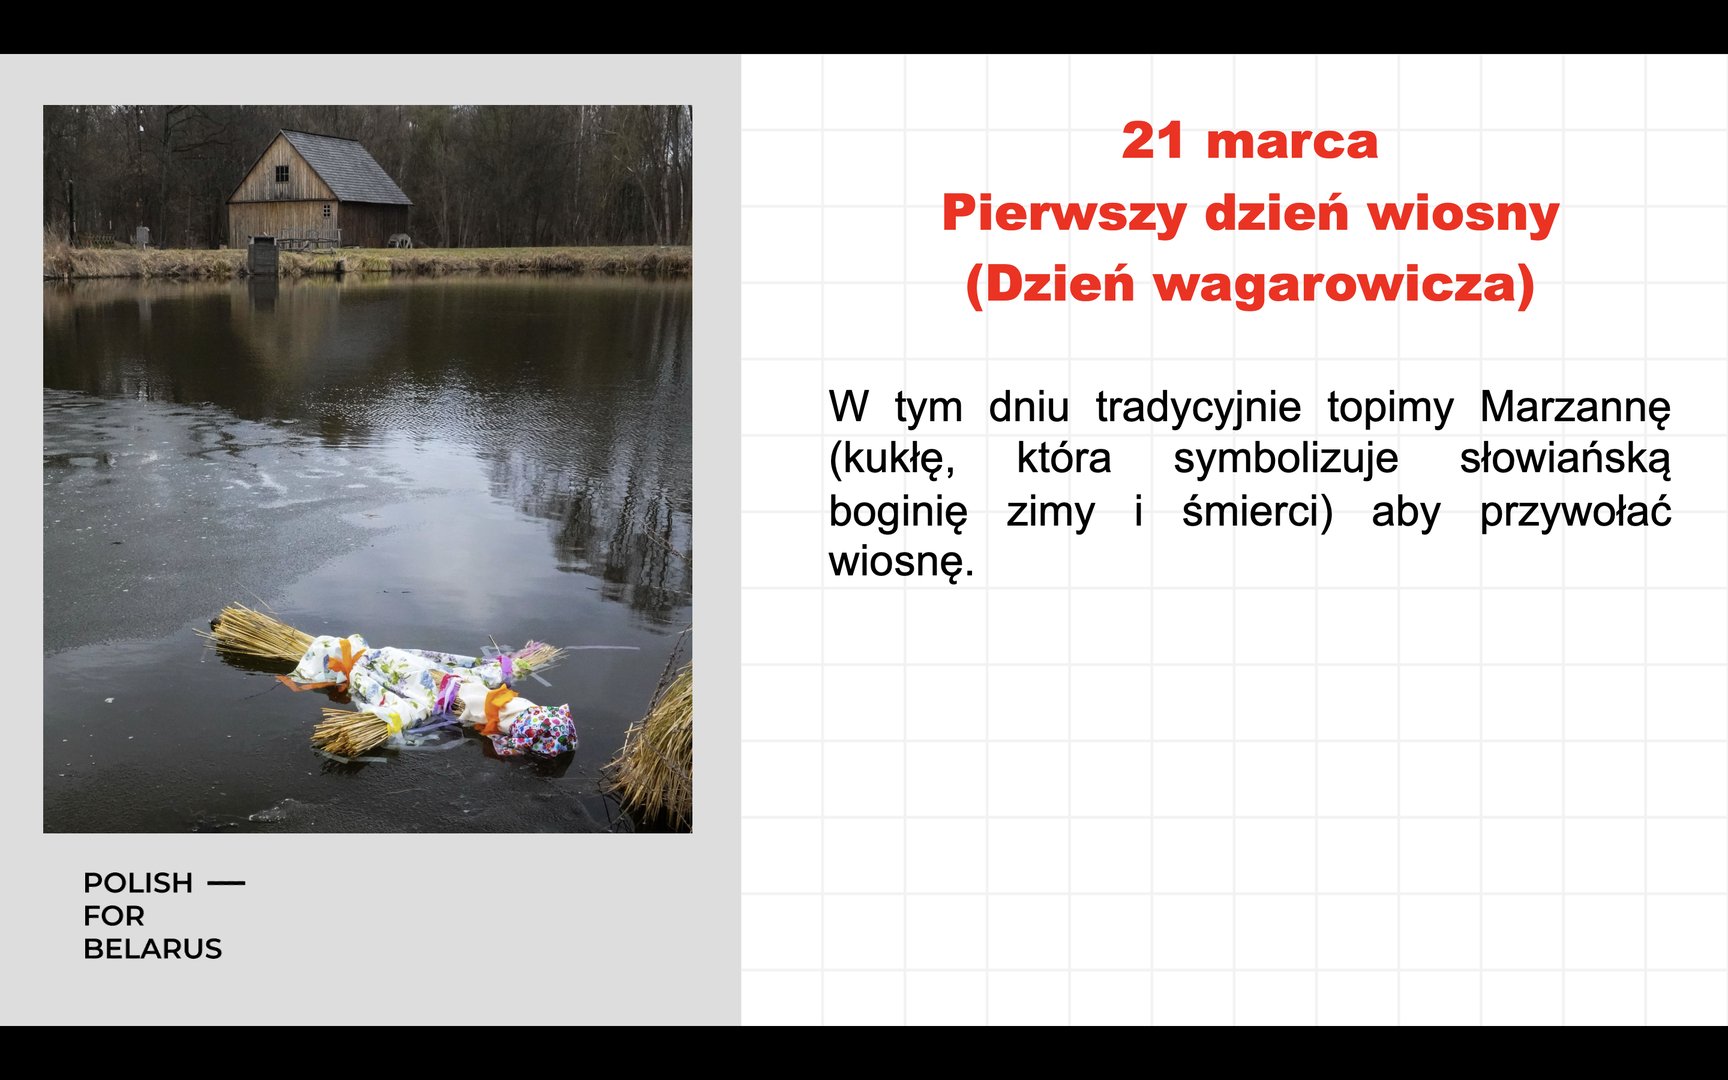 21 marca
Pierwszy dzień wiosny
(Dzień wagarowicza)
W tym dniu tradycyjnie topimy Marzannę
(kukłę, która symbolizuje słowiańską
boginię zimy i śmierci) aby przywołać
wiosnę.
POLISH —
FOR
BELARUS